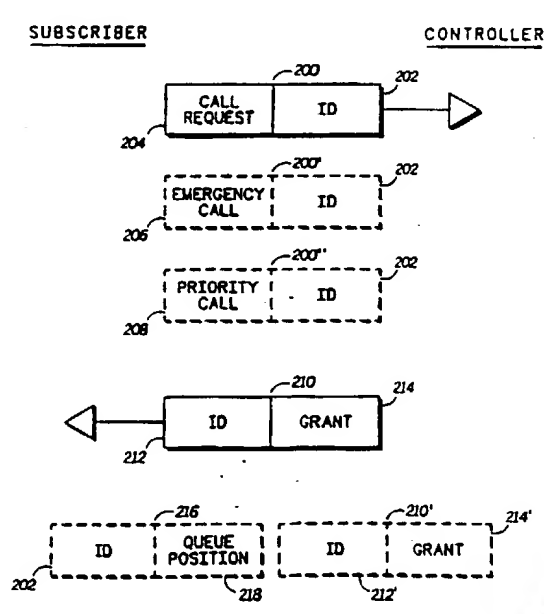 SUBSCRIBER CONTROLLER
200 202
CALL REQUEST ID
204
200' 202
EMERGENCY CALL ID
206
200'' 202
PRIORITY CALL ID
208
210 214
ID GRANT
212
216 210' 214'
ID QUEUE POSITION ID GRANT
202 218 212'